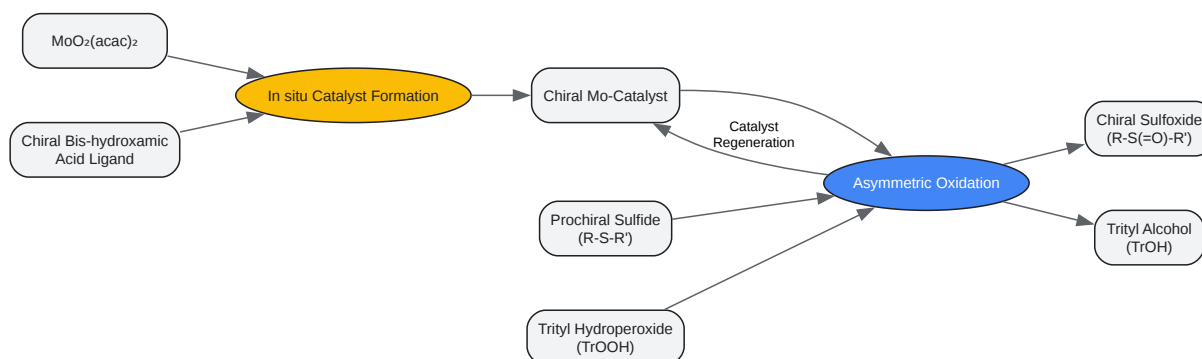 MoO₂(acac)₂
Chiral Bis-hydroxamic
Acid Ligand
In situ Catalyst Formation
Chiral Mo-Catalyst
Catalyst
Regeneration
Prochiral Sulfide
(R-S-R')
Trityl Hydroperoxide
(TrOOH)
Asymmetric Oxidation
Chiral Sulfoxide
(R-S(=O)-R')
Trityl Alcohol
(TrOH)